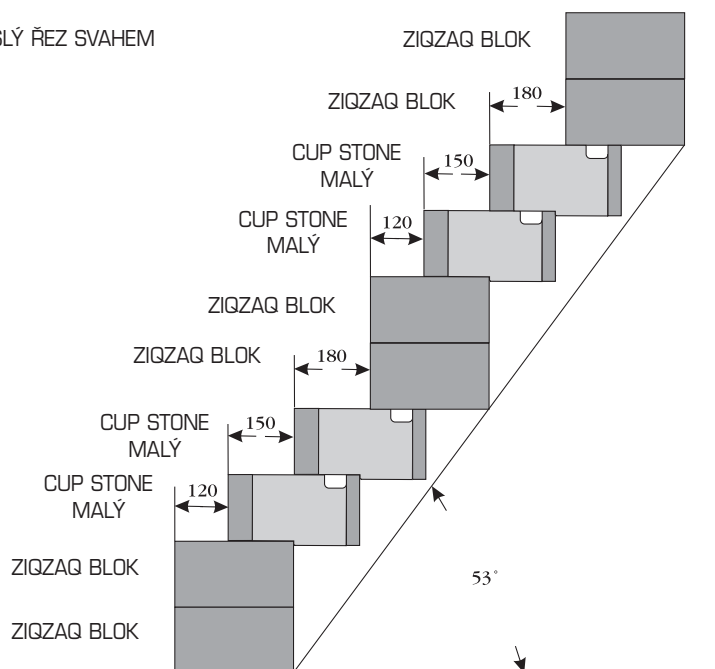 ŘEZ SVAHEM
ZIQZAQ BLOK
180
ZIQZAQ BLOK
150
CUP STONE
MALÝ
120
CUP STONE
MALÝ
ZIQZAQ BLOK
180
ZIQZAQ BLOK
150
CUP STONE
MALÝ
120
CUP STONE
MALÝ
ZIQZAQ BLOK
53°
ZIQZAQ BLOK